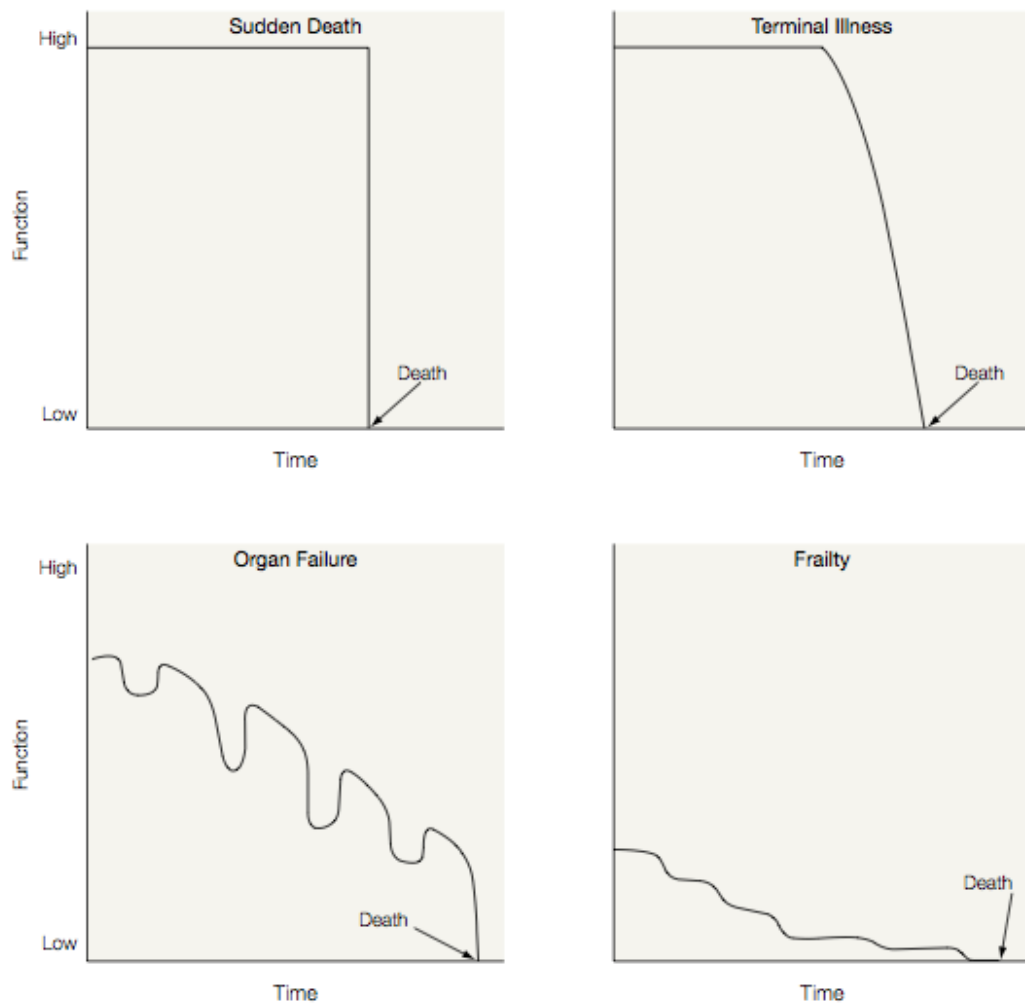 Sudden Death
High
Function
Death
Low
Time
Terminal Illness
Death
Time
Organ Failure
High
Function
Death
Low
Time
Frailty
Death
Time